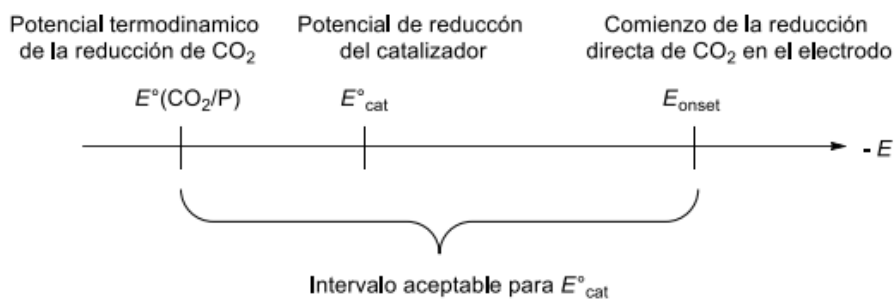 Potencial termodinamico
de la reducción de CO₂
E°(CO₂/P)
Potencial de reduccón
del catalizador
E°cat
Comienzo de la reducción
directa de CO₂ en el electrodo
Eonset
- E
Intervalo aceptable para E°cat